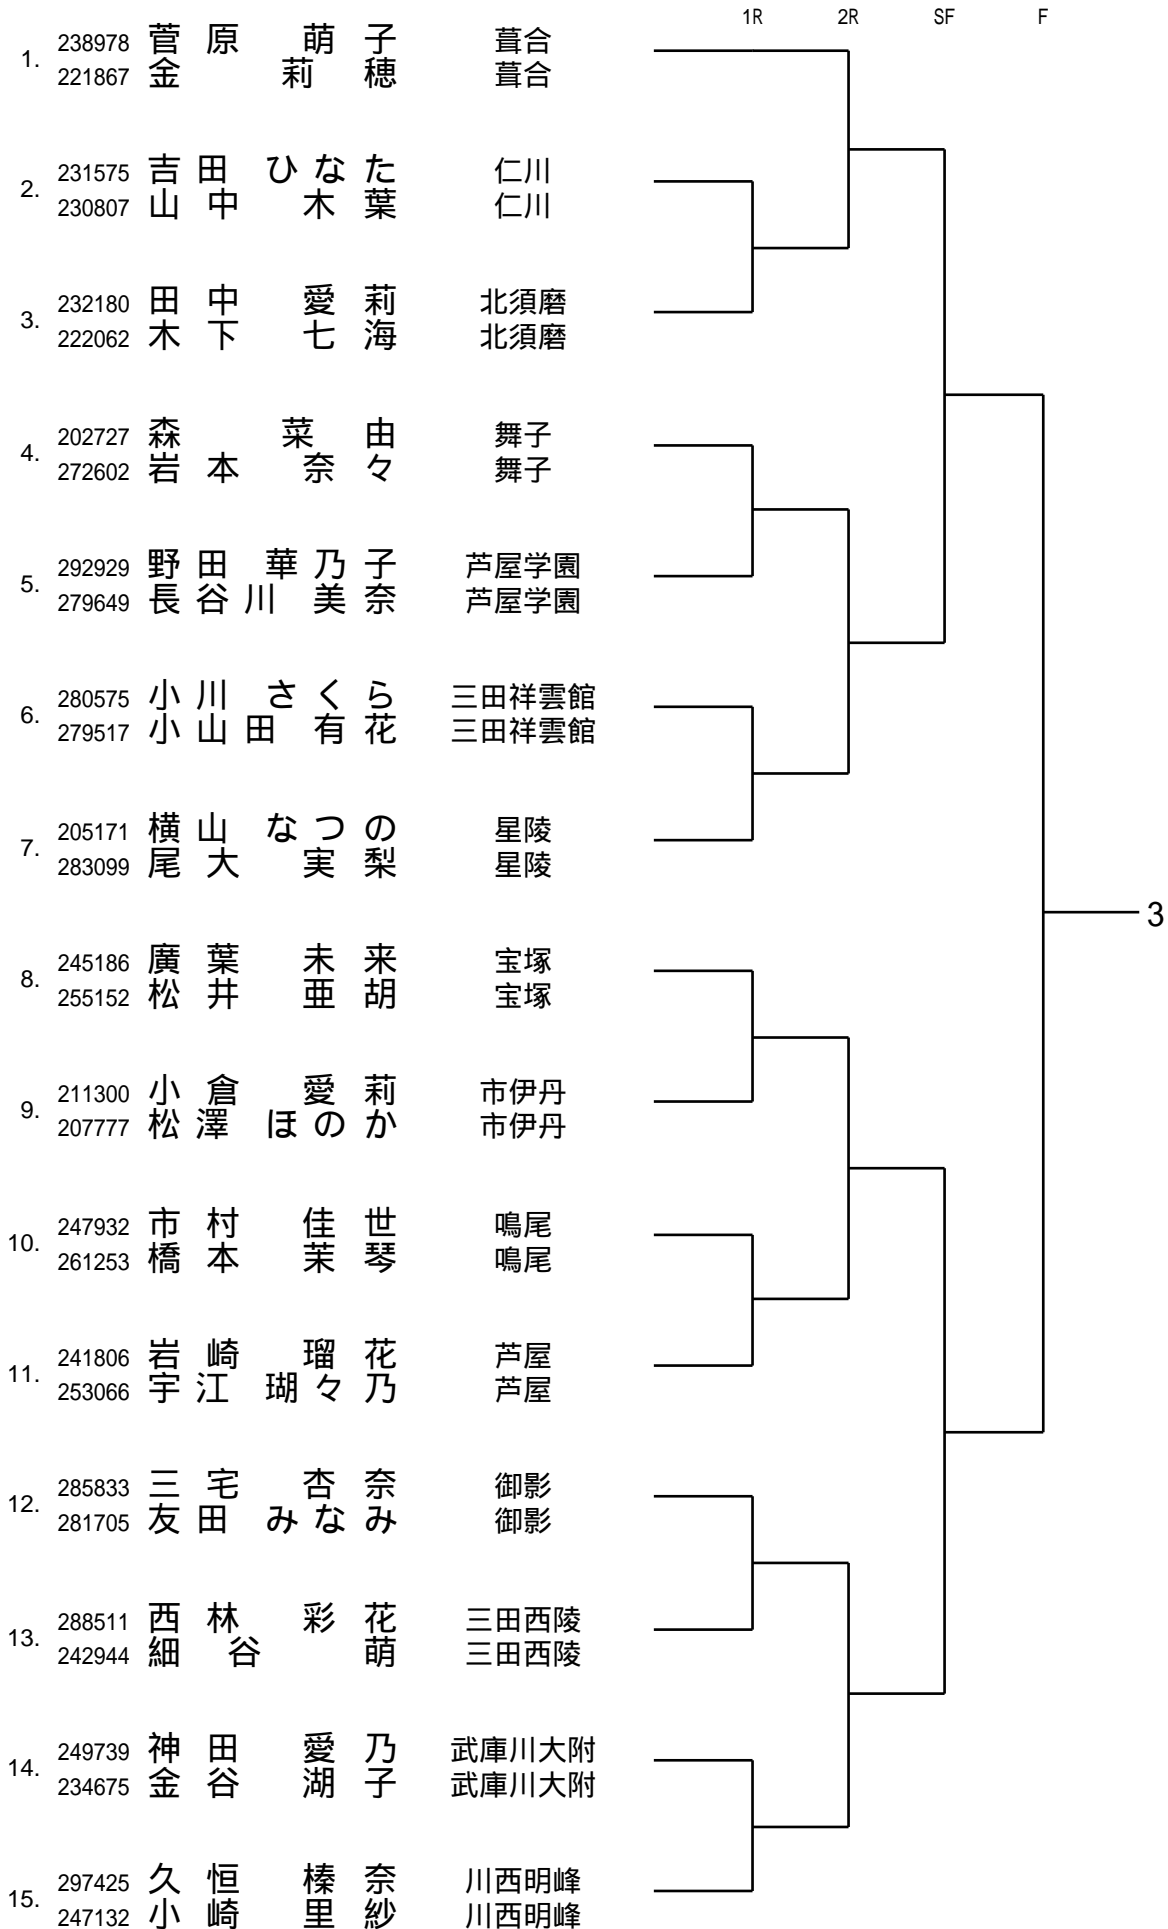 1R 2R SF F
1. 238978 菅原 萌子 葺合
221867 金 莉穂 葺合
2. 231575 吉田 ひなた 仁川
230807 山中 木葉 仁川
3. 232180 田中 愛莉 北須磨
222062 木下 七海 北須磨
4. 202727 森 菜由 舞子
272602 岩本 奈々 舞子
5. 292929 野田 華乃子 芦屋学園
279649 長谷川 美奈 芦屋学園
6. 280575 小川 さくら 三田祥雲館
279517 小山田 有花 三田祥雲館
7. 205171 横山 なつの 星陵
283099 尾大 実梨 星陵
3
8. 245186 廣葉 未来 宝塚
255152 松井 亜胡 宝塚
9. 211300 小倉 愛莉 市伊丹
207777 松澤 ほのか 市伊丹
10. 247932 市村 佳世 鳴尾
261253 橋本 茉琴 鳴尾
11. 241806 岩崎 瑠花 芦屋
253066 宇江 瑚々乃 芦屋
12. 285833 三宅 杏奈 御影
281705 友田 みなみ 御影
13. 288511 西林 彩花 三田西陵
242944 細谷 萌 三田西陵
14. 249739 神田 愛乃 武庫川大附
234675 金谷 湖子 武庫川大附
15. 297425 久恒 榛奈 川西明峰
247132 小崎 里紗 川西明峰